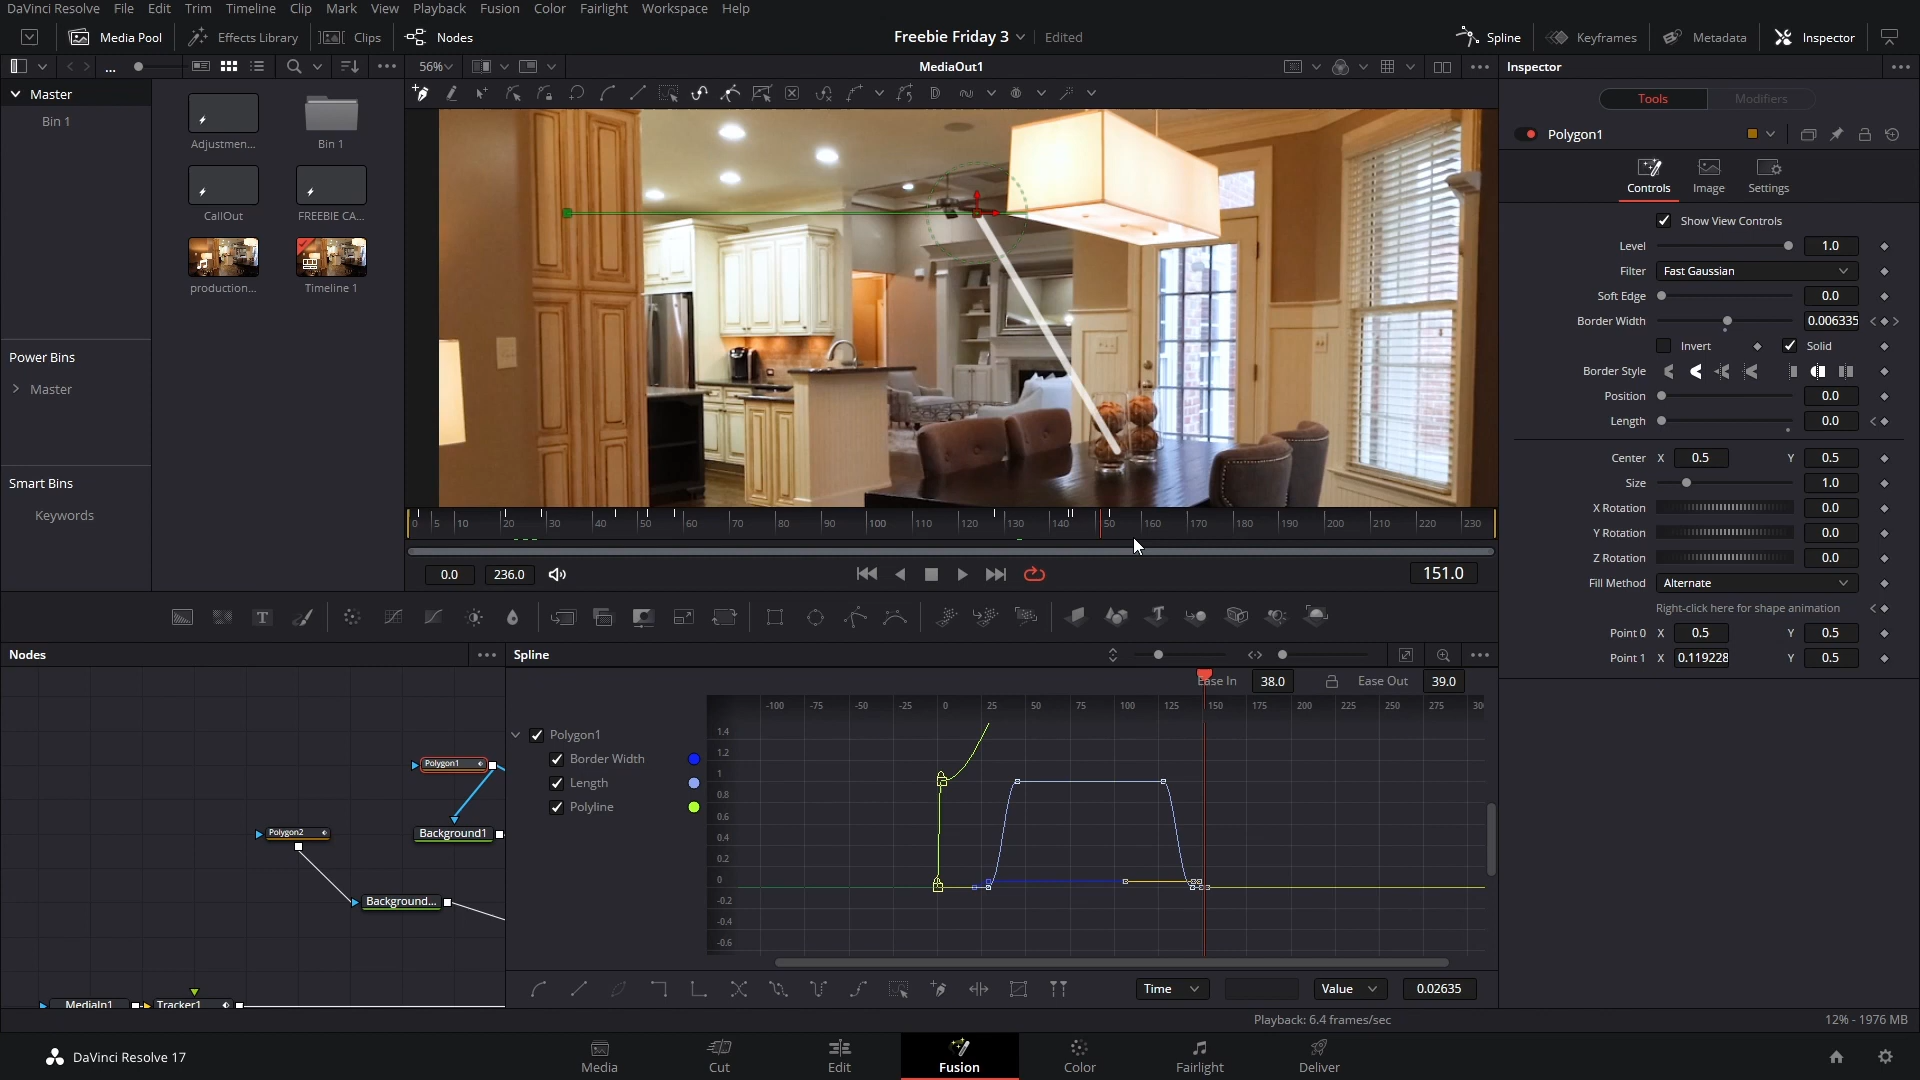 DaVinci Resolve File Edit Trim Timeline Clip Mark View Playback Fusion Color Fairlight Workspace Help
Media Pool Effects Library Clips Nodes Freebie Friday 3 Edited Spline Keyframes Metadata Inspector
... 56% MediaOut1 Inspector
Master
Bin 1
Adjustmen...
Bin 1
CallOut
FREEBIE CA...
production...
Timeline 1
Power Bins
Master
Smart Bins
Keywords
0 5 10 20 30 40 50 60 70 80 90 100 110 120 130 140 50 160 170 180 190 200 210 220 230
0.0 236.0 151.0
Tools Modifiers
Polygon1
Controls Image Settings
Show View Controls
Level 1.0
Filter Fast Gaussian
Soft Edge 0.0
Border Width 0.006335
Invert Solid
Border Style
Position 0.0
Length 0.0
Center X 0.5 Y 0.5
Size 1.0
X Rotation 0.0
Y Rotation 0.0
Z Rotation 0.0
Fill Method Alternate
Right-click here for shape animation
Point 0 X 0.5 Y 0.5
Point 1 X 0.119228 Y 0.5
T
Nodes
Polygon1
Polygon2
Background1
Background...
MediaIn1 Tracker1
Spline
Ease In 38.0 Ease Out 39.0
Polygon1
Border Width
Length
Polyline
-100 -75 -50 -25 0 25 50 75 100 125 150 175 200 225 250 275 30
1.4
1.2
1
0.8
0.6
0.4
0.2
0
-0.2
-0.4
-0.6
Time Value 0.02635
Playback: 6.4 frames/sec 12% - 1976 MB
DaVinci Resolve 17 Media Cut Edit Fusion Color Fairlight Deliver